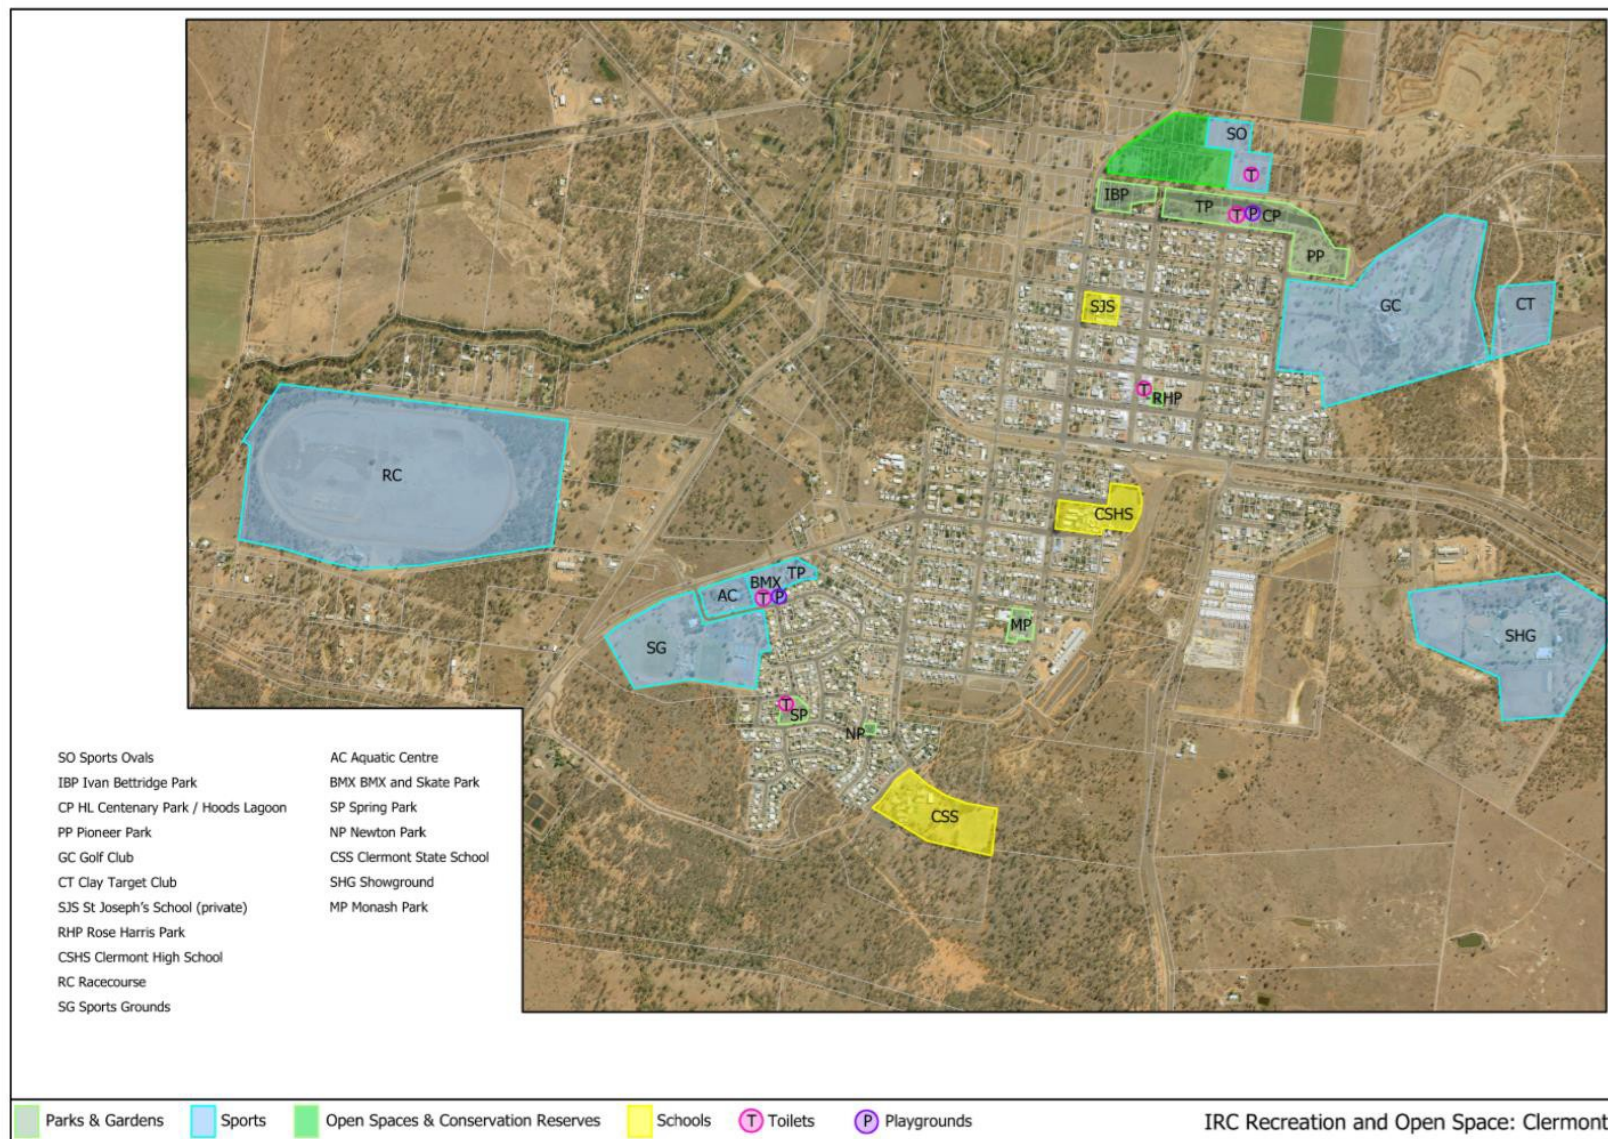 SO
T
IBP
TP
T
P
CP
PP
GC
CT
SJS
T
RHP
RC
CSHS
BMX
TP
AC
T
P
SG
MP
SHG
T
SP
NP
CSS
SO Sports Ovals
IBP Ivan Bettridge Park
CP HL Centenary Park / Hoods Lagoon
PP Pioneer Park
GC Golf Club
CT Clay Target Club
SJS St Joseph's School (private)
RHP Rose Harris Park
CSHS Clermont High School
RC Racecourse
SG Sports Grounds
AC Aquatic Centre
BMX BMX and Skate Park
SP Spring Park
NP Newton Park
CSS Clermont State School
SHG Showground
MP Monash Park
Parks & Gardens
Sports
Open Spaces & Conservation Reserves
Schools
T Toilets
P Playgrounds
IRC Recreation and Open Space: Clermont